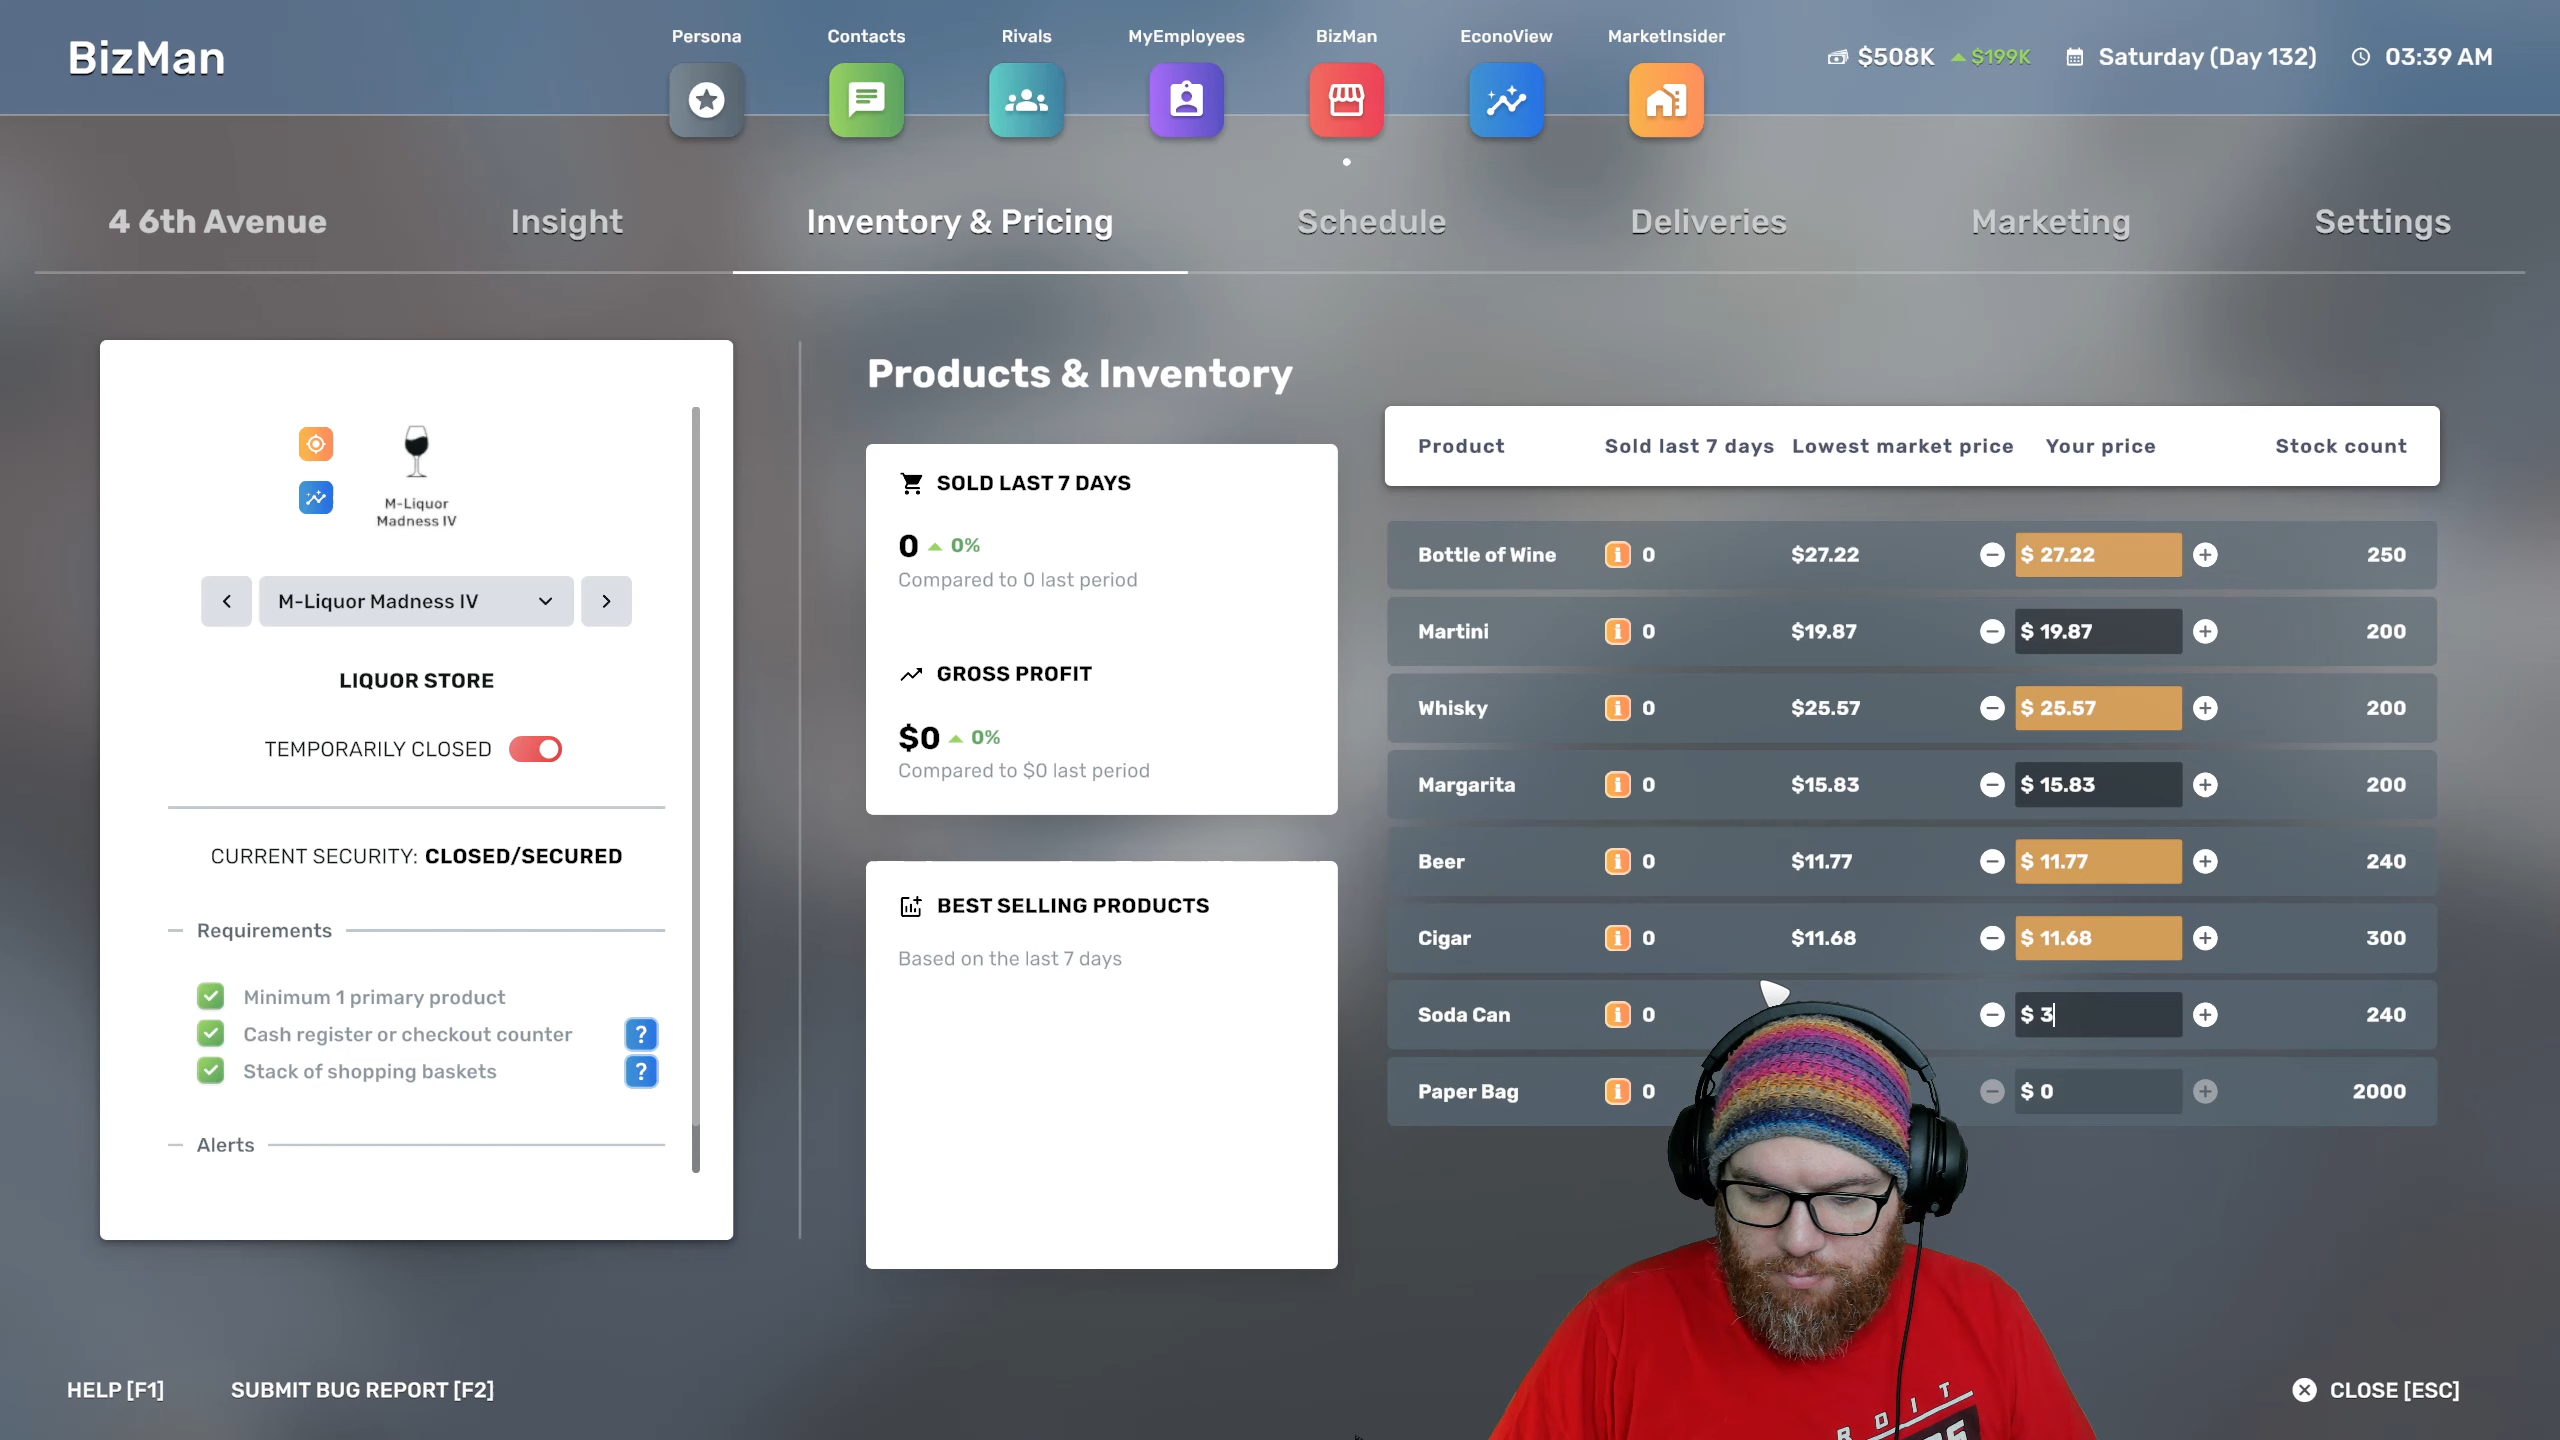 BizMan
Persona
Contacts
Rivals
MyEmployees
BizMan
EconoView
MarketInsider
$508K $199K Saturday (Day 132) 03:39 AM
4 6th Avenue Insight Inventory & Pricing Schedule Deliveries Marketing Settings
M-Liquor
Madness IV
M-Liquor Madness IV
LIQUOR STORE
TEMPORARILY CLOSED
CURRENT SECURITY: CLOSED/SECURED
Requirements
Minimum 1 primary product
Cash register or checkout counter ?
Stack of shopping baskets ?
Alerts
Products & Inventory
SOLD LAST 7 DAYS
0 0%
Compared to 0 last period
GROSS PROFIT
$0 0%
Compared to $0 last period
BEST SELLING PRODUCTS
Based on the last 7 days
Product Sold last 7 days Lowest market price Your price Stock count
Bottle of Wine i 0 $27.22 $ 27.22 250
Martini i 0 $19.87 $ 19.87 200
Whisky i 0 $25.57 $ 25.57 200
Margarita i 0 $15.83 $ 15.83 200
Beer i 0 $11.77 $ 11.77 240
Cigar i 0 $11.68 $ 11.68 300
Soda Can i 0 $ 3 240
Paper Bag i 0 $ 0 2000
HELP [F1] SUBMIT BUG REPORT [F2]
CLOSE [ESC]